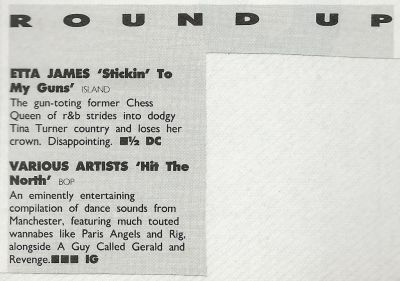 ROUND UP
ETTA JAMES 'Stickin' To
My Guns' ISLAND
The gun-toting former Chess
Queen of r&b strides into dodgy
Tina Turner country and loses her
crown. Disappointing. ■½ DC
VARIOUS ARTISTS 'Hit The
North' BOP
An eminently entertaining
compilation of dance sounds from
Manchester, featuring much touted
wannabes like Paris Angels and Rig,
alongside A Guy Called Gerald and
Revenge.■■■ IG